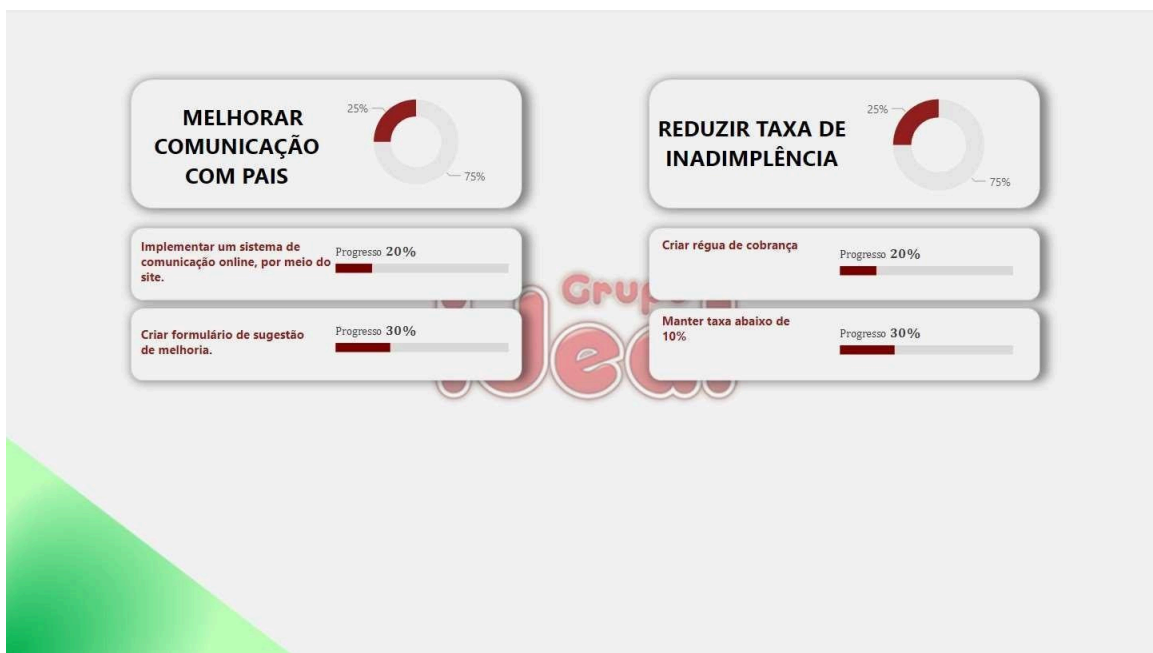 MELHORAR
COMUNICAÇÃO
COM PAIS
25%
75%
Implementar um sistema de
comunicação online, por meio do
site.
Progresso 20%
Criar formulário de sugestão
de melhoria.
Progresso 30%
REDUZIR TAXA DE
INADIMPLÊNCIA
25%
75%
Criar régua de cobrança
Progresso 20%
Manter taxa abaixo de
10%
Progresso 30%